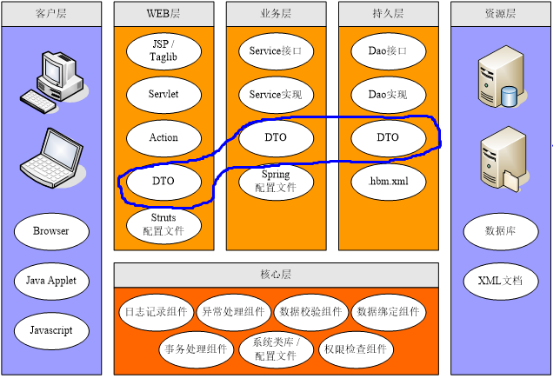 客户层
WEB层
业务层
持久层
资源层
JSP /
Taglib
Servlet
Action
DTO
Struts
配置文件
Service接口
Service实现
DTO
Spring
配置文件
Dao接口
Dao实现
DTO
.hbm.xml
Browser
Java Applet
Javascript
数据库
XML文档
核心层
日志记录组件
异常处理组件
数据校验组件
数据绑定组件
事务处理组件
系统类库 /
配置文件
权限检查组件